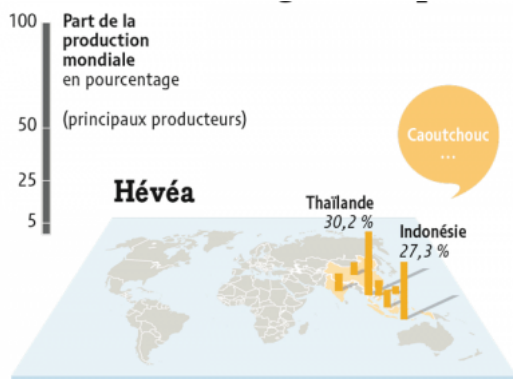 100
Part de la
production
mondiale
en pourcentage
50
(principaux producteurs)
25
5
Caoutchouc
...
Hévéa
Thaïlande
30,2 %
Indonésie
27,3 %